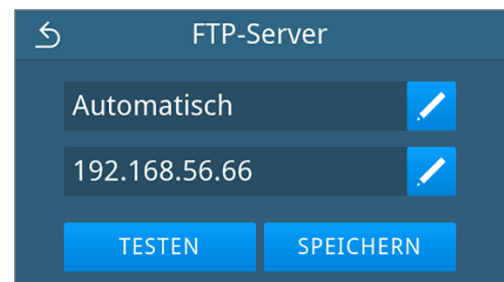 FTP-Server
Automatisch
192.168.56.66
TESTEN SPEICHERN